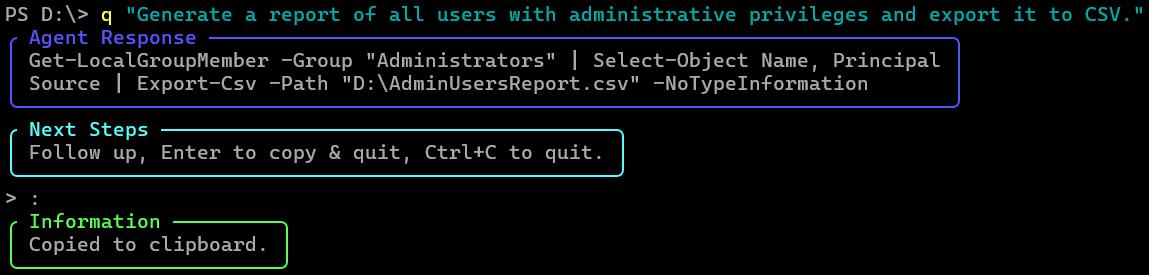 PS D:\> q "Generate a report of all users with administrative privileges and export it to CSV."
Agent Response
Get-LocalGroupMember -Group "Administrators" | Select-Object Name, Principal
Source | Export-Csv -Path "D:\AdminUsersReport.csv" -NoTypeInformation
Next Steps
Follow up, Enter to copy & quit, Ctrl+C to quit.
> :
Information
Copied to clipboard.